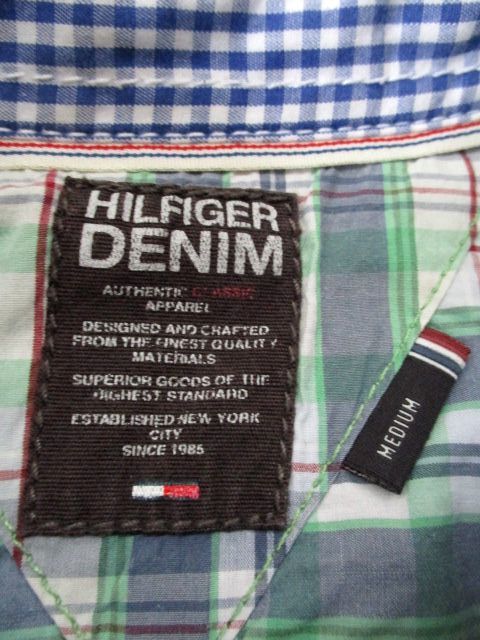 HILFIGER
DENIM
AUTHENTIC CLASSIC
APPAREL
DESIGNED AND CRAFTED
FROM THE FINEST QUALITY
MATERIALS
SUPERIOR GOODS OF THE
HIGHEST STANDARD
ESTABLISHED NEW YORK
CITY
SINCE 1985
MEDIUM